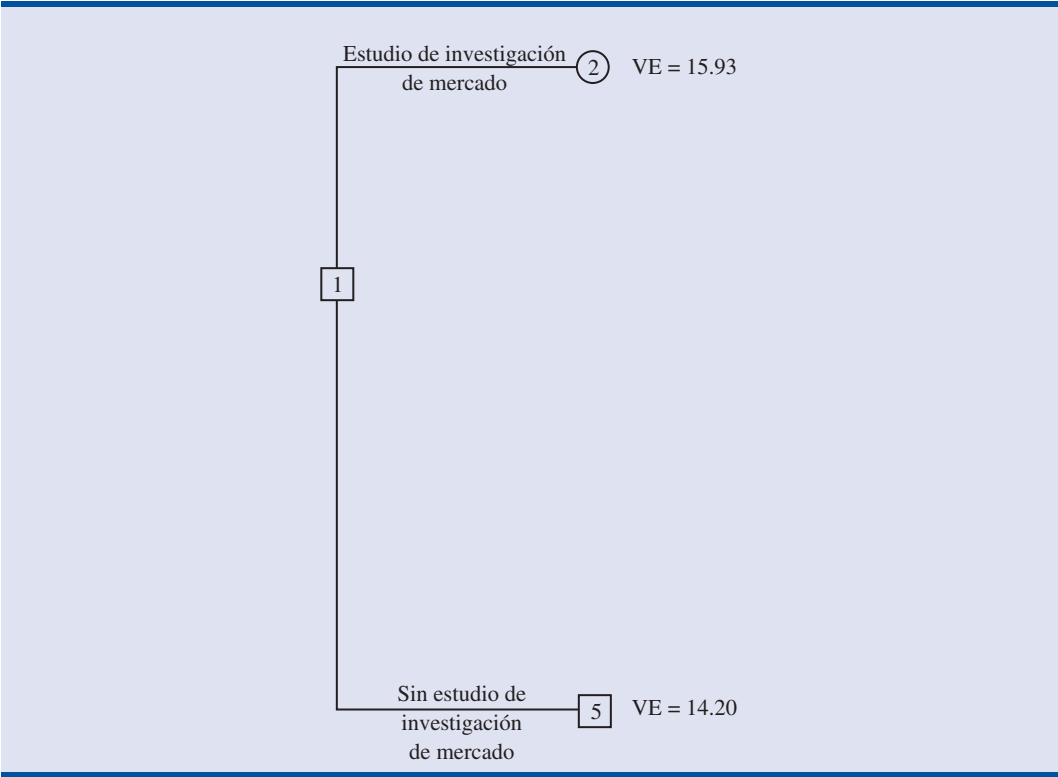 Estudio de investigación
de mercado
2 VE = 15.93
1
Sin estudio de
investigación
de mercado
5 VE = 14.20